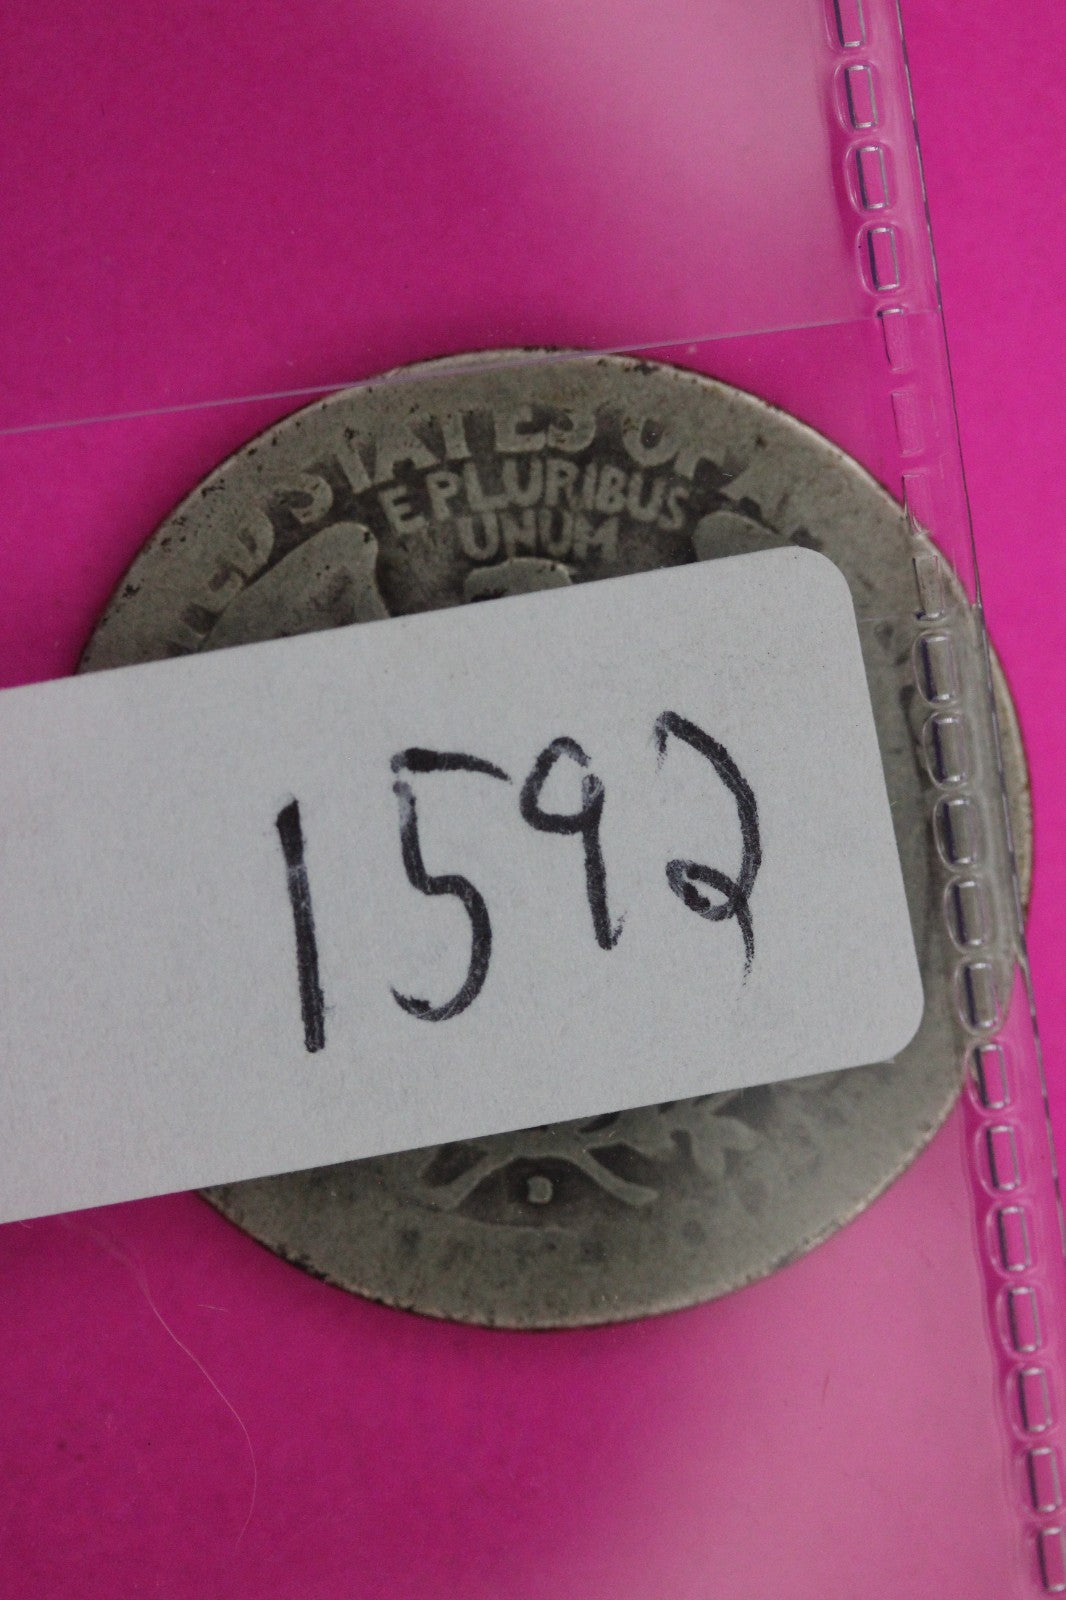 STATES OF A
E PLURIBUS
UNUM
1592
D